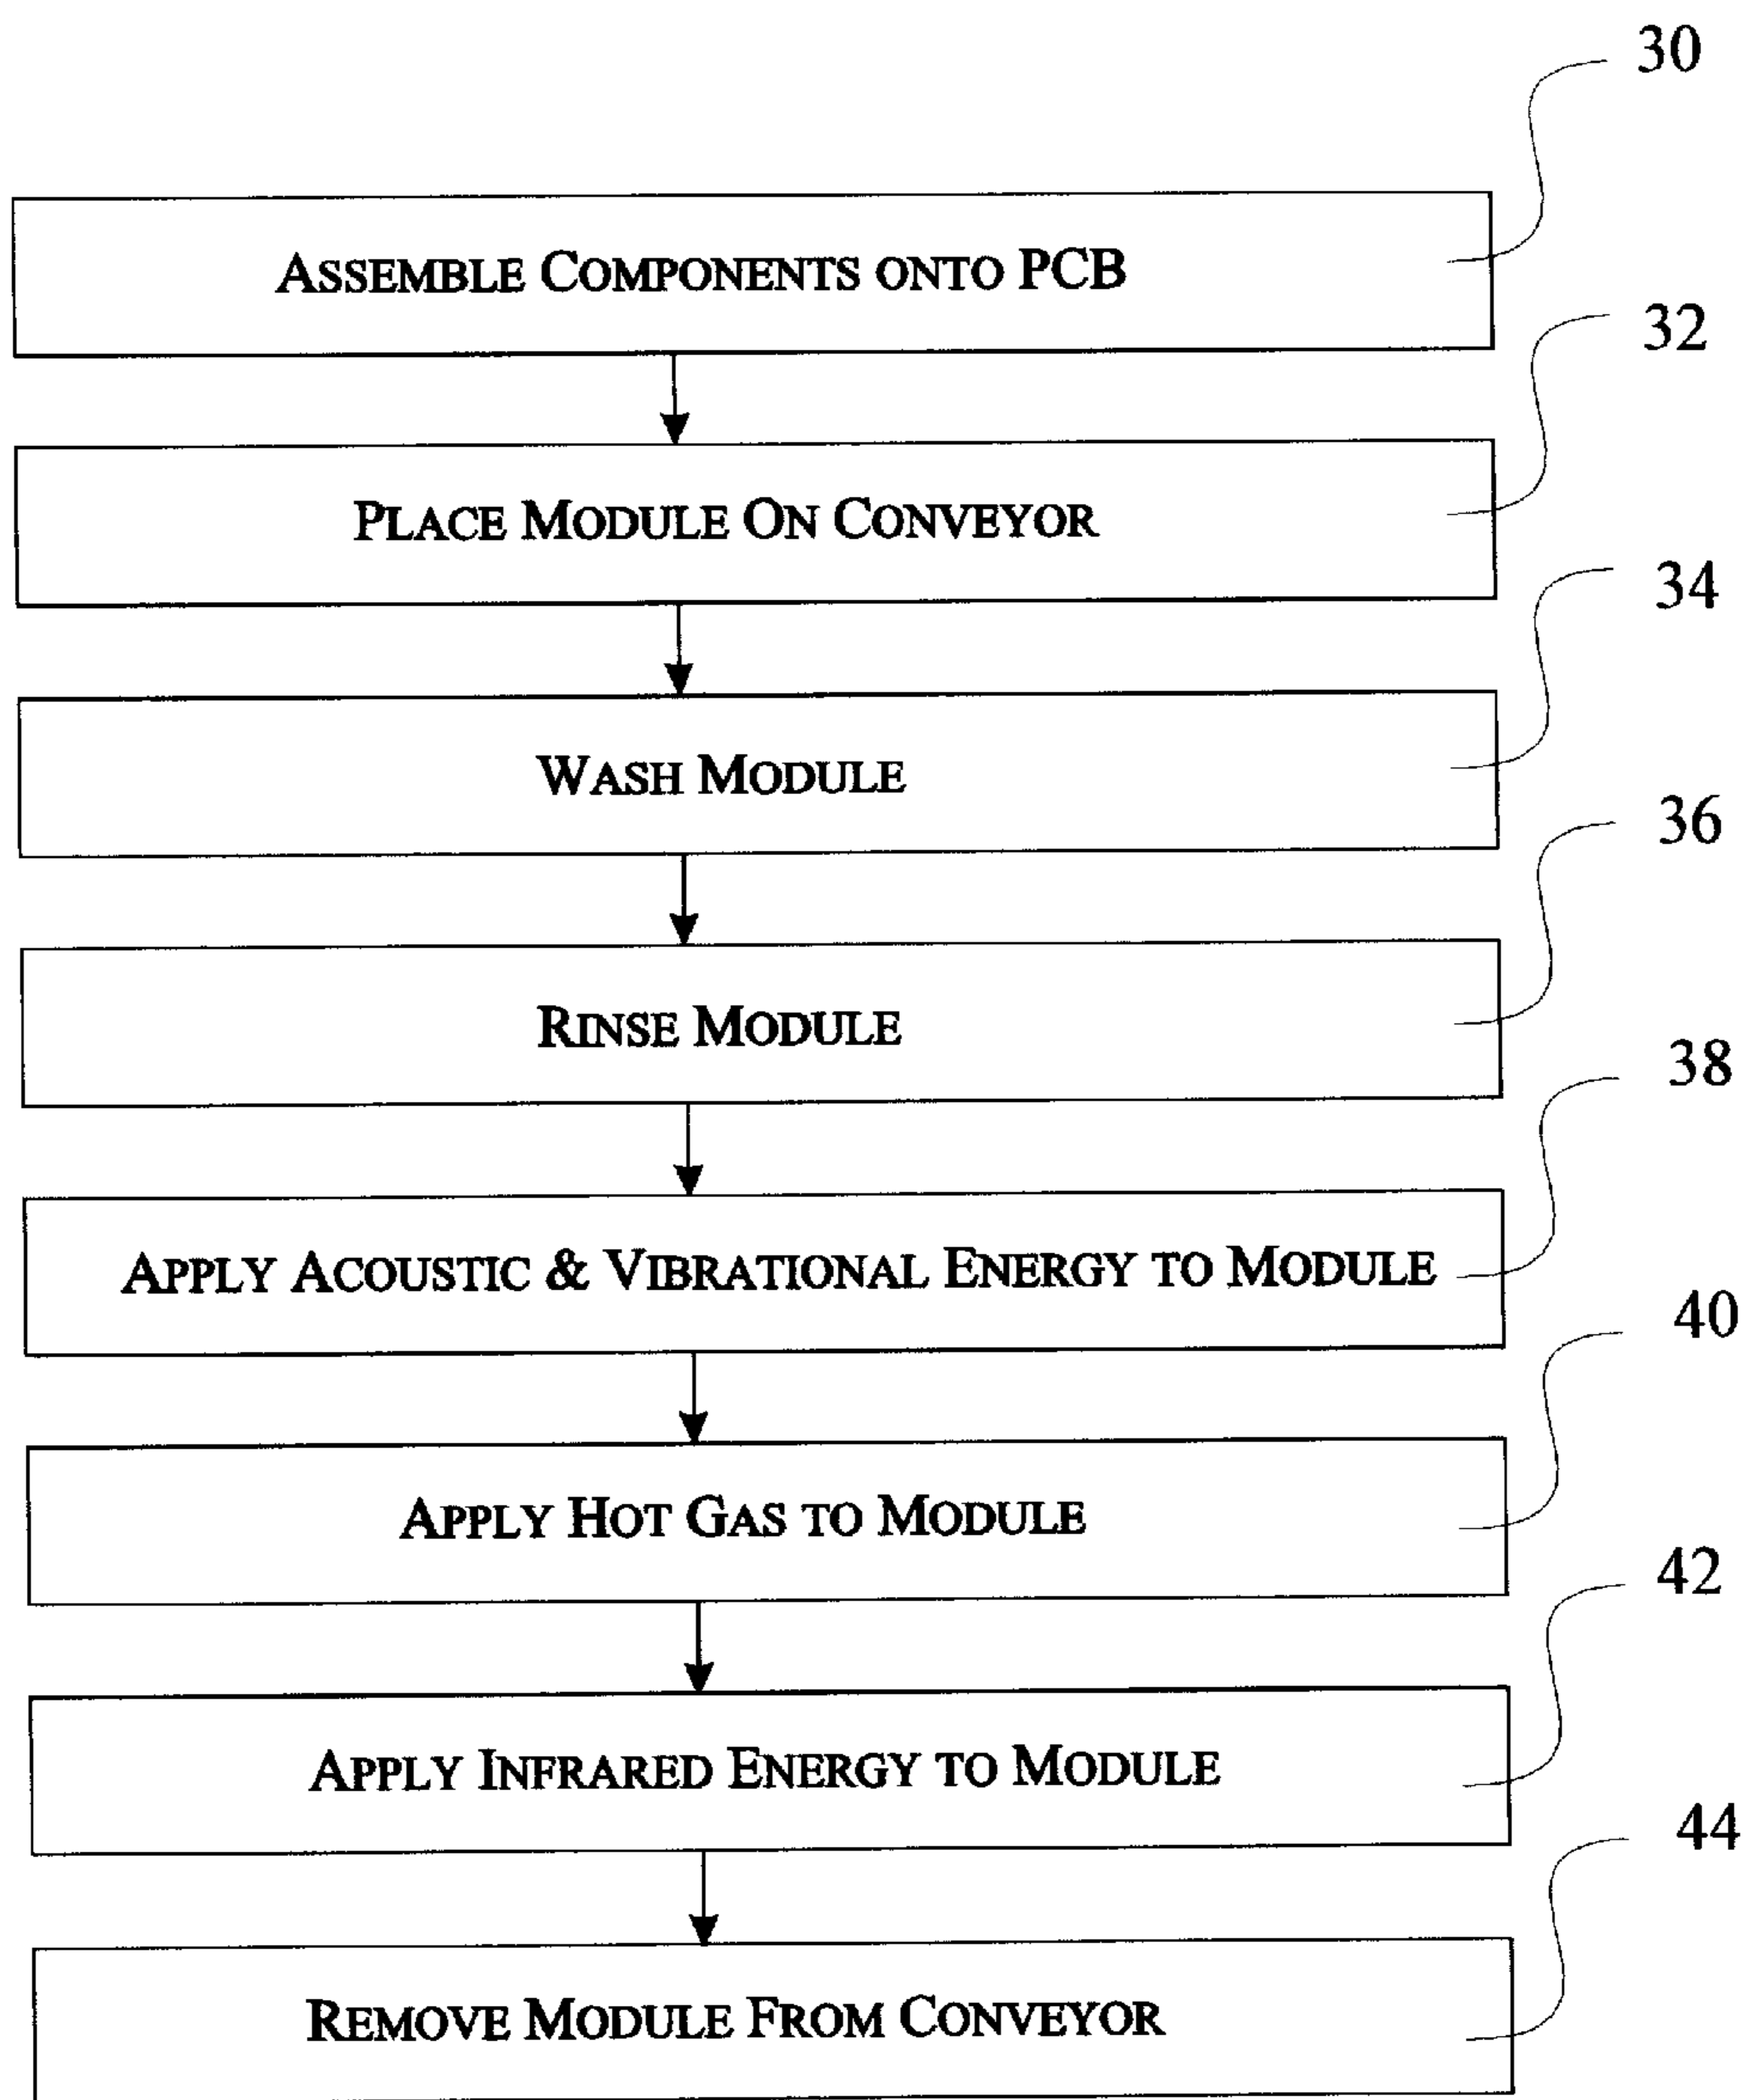 30
ASSEMBLE COMPONENTS ONTO PCB
32
PLACE MODULE ON CONVEYOR
34
WASH MODULE
36
RINSE MODULE
38
APPLY ACOUSTIC & VIBRATIONAL ENERGY TO MODULE
40
APPLY HOT GAS TO MODULE
42
APPLY INFRARED ENERGY TO MODULE
44
REMOVE MODULE FROM CONVEYOR